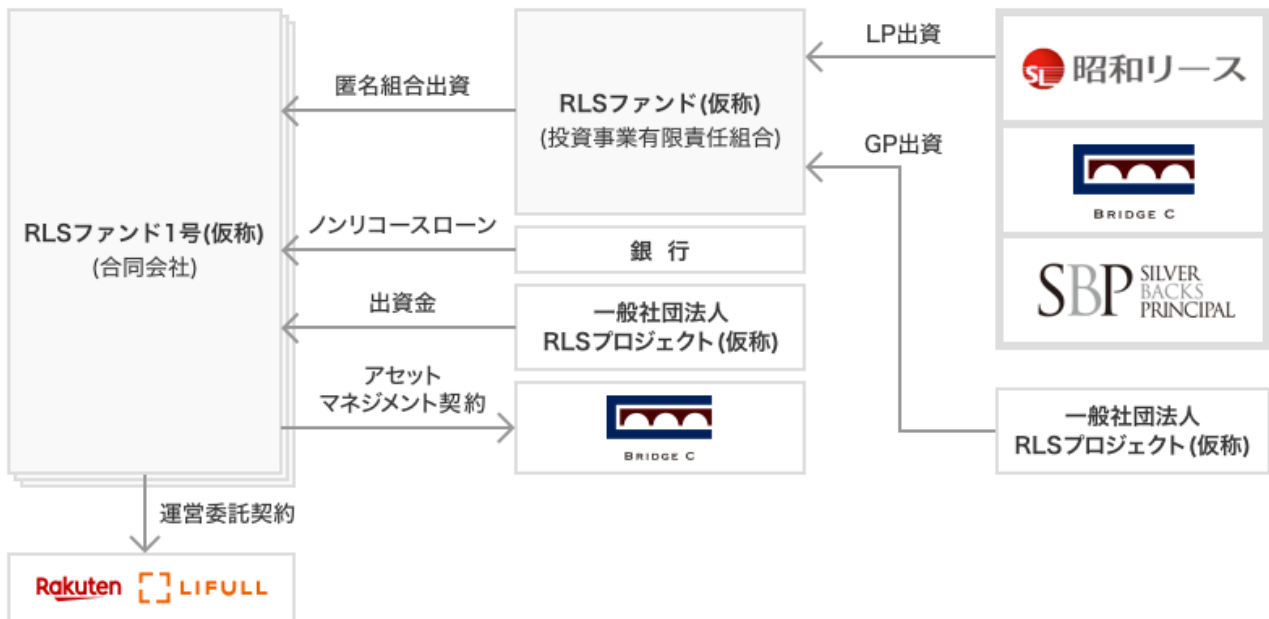 LP出資
SL 昭和リース
匿名組合出資
RLSファンド(仮称)
(投資事業有限責任組合)
GP出資
BRIDGE C
RLSファンド1号(仮称)
(合同会社)
ノンリコースローン
銀 行
SBP SILVER
BACKS
PRINCIPAL
出資金
一般社団法人
RLSプロジェクト(仮称)
アセット
マネジメント契約
BRIDGE C
一般社団法人
RLSプロジェクト(仮称)
運営委託契約
Rakuten LIFULL